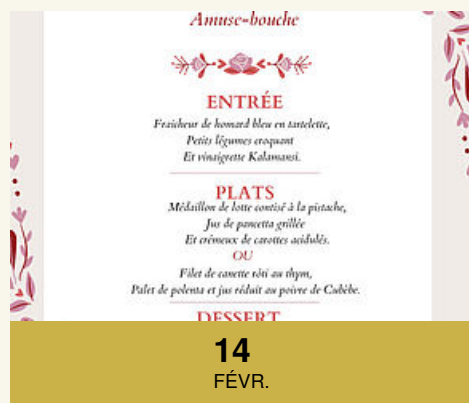 Amuse-bouche
ENTRÉE
Fraicheur de homard bleu en tartelette,
Petits légumes croquant
Et vinaigrette Kalamansi.
PLATS
Médaillon de lotte contisé à la pistache,
Jus de pancetta grillée
Et crémeux de carottes acidulés.
OU
Filet de canette rôti au thym,
Palet de polenta et jus réduit au poivre de Cubèbe.
DESSERT
14
FÉVR.